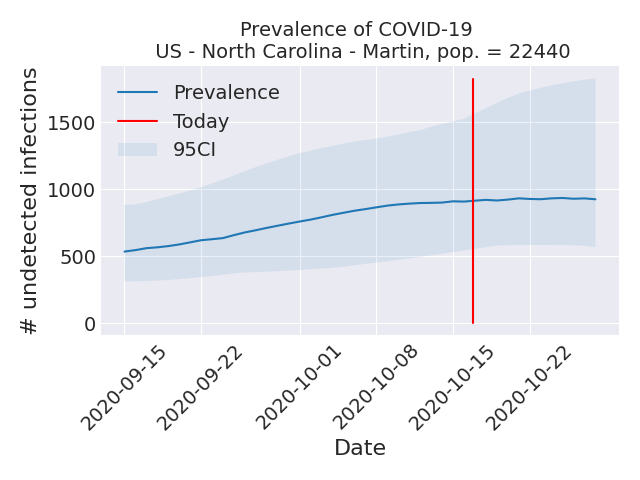 Prevalence of COVID-19
US - North Carolina - Martin, pop. = 22440
# undetected infections
1500
1000
500
0
Prevalence
Today
95CI
2020-09-15
2020-09-22
2020-10-01
2020-10-08
2020-10-15
2020-10-22
Date